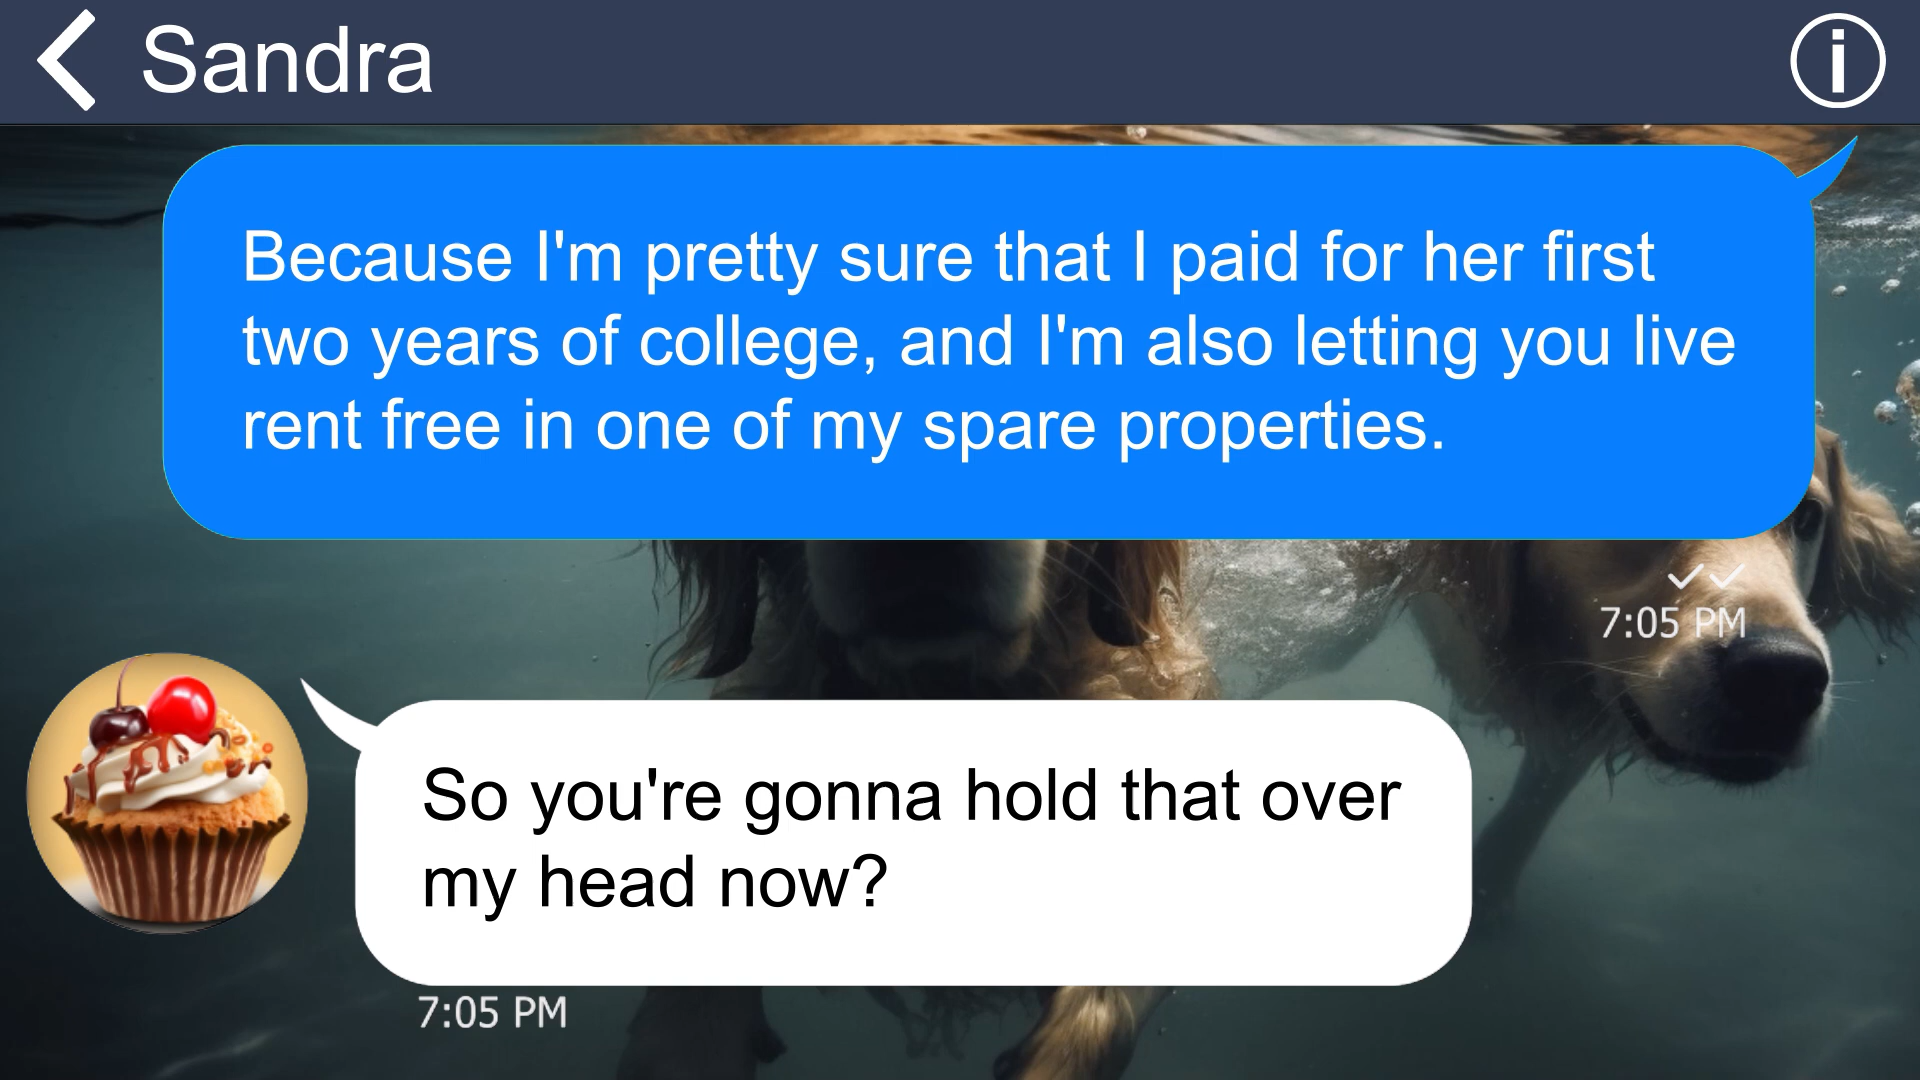 Sandra
Because I'm pretty sure that I paid for her first
two years of college, and I'm also letting you live
rent free in one of my spare properties.
7:05 PM
So you're gonna hold that over
my head now?
7:05 PM